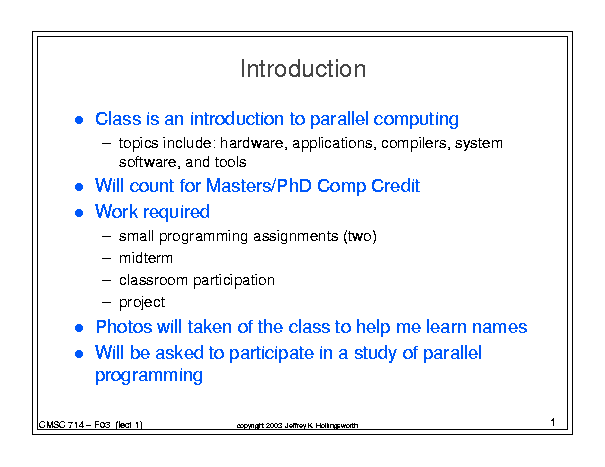 Introduction
● Class is an introduction to parallel computing
– topics include: hardware, applications, compilers, system
software, and tools
● Will count for Masters/PhD Comp Credit
● Work required
– small programming assignments (two)
– midterm
– classroom participation
– project
● Photos will taken of the class to help me learn names
● Will be asked to participate in a study of parallel
programming
CMSC 714 – F03 (lect 1)
copyright 2003 Jeffrey K. Hollingsworth
1